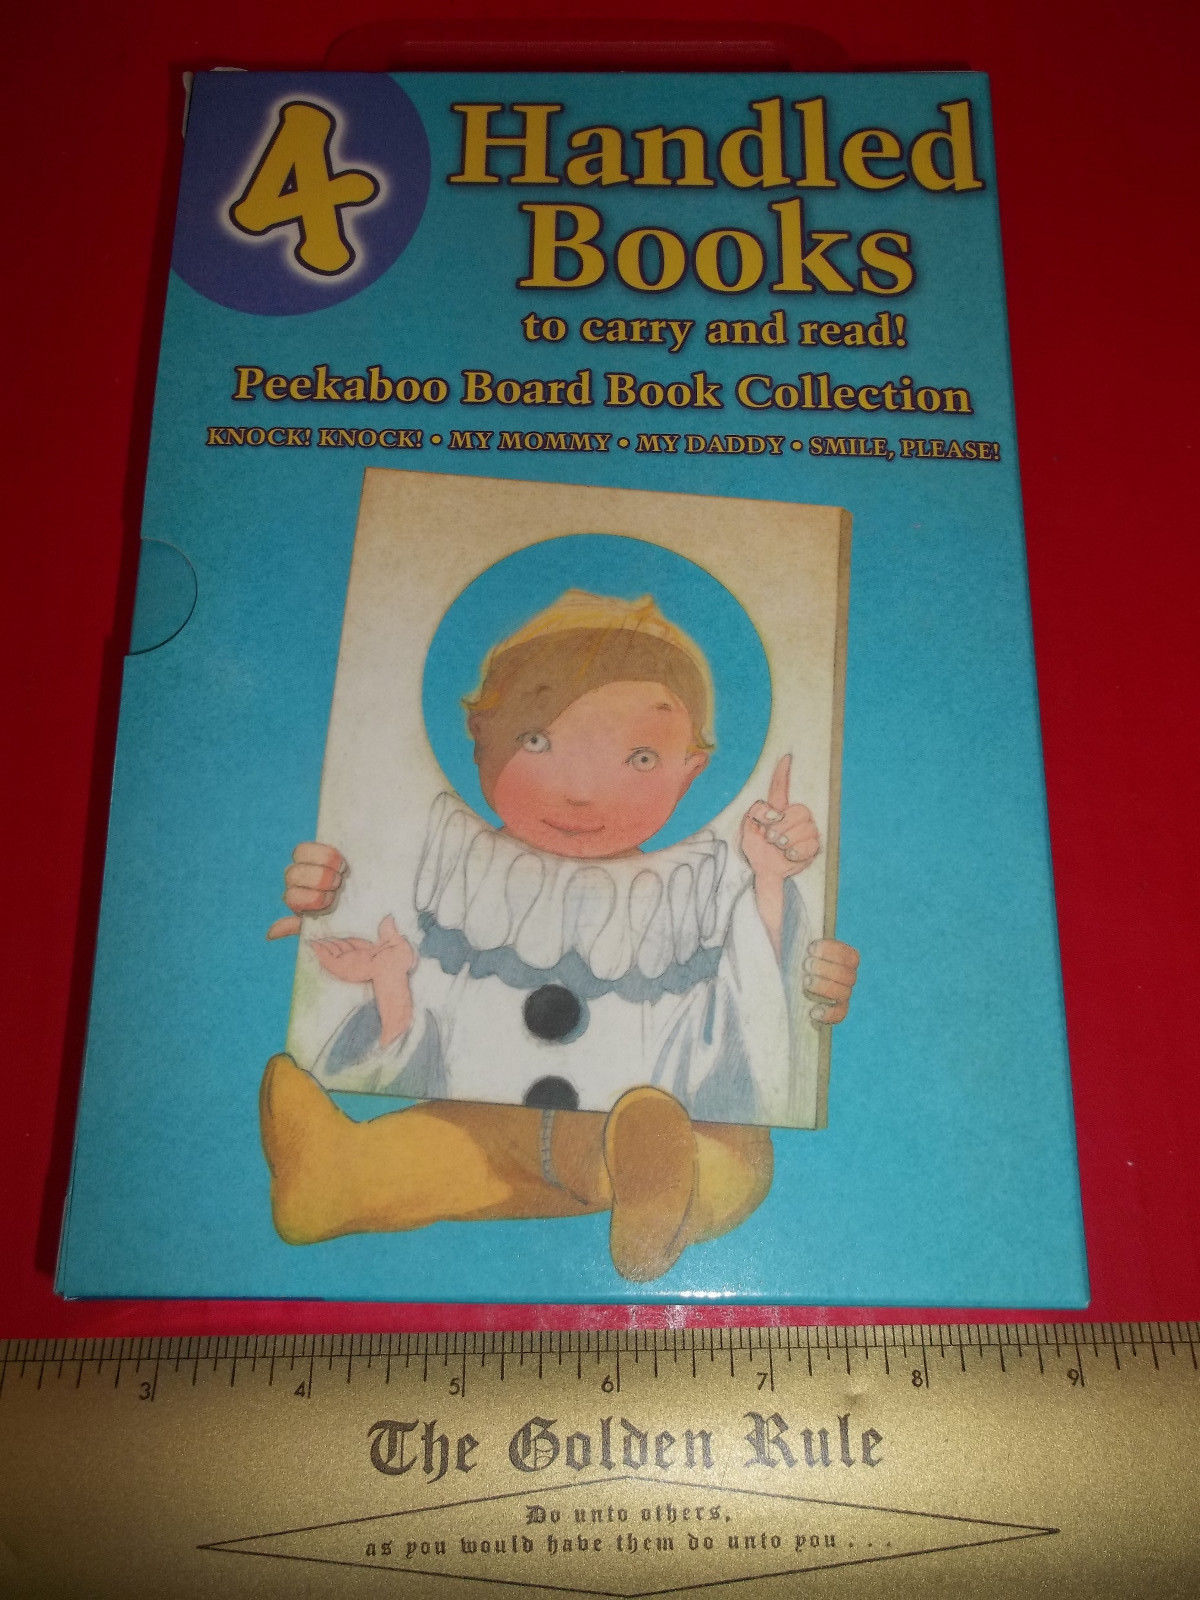 4
Handled
Books
to carry and read!
Peekaboo Board Book Collection
KNOCK! KNOCK! • MY MOMMY • MY DADDY • SMILE, PLEASE!
3 4 5 6 7 8 9
The Golden Rule
Do unto others,
as you would have them do unto you . . .